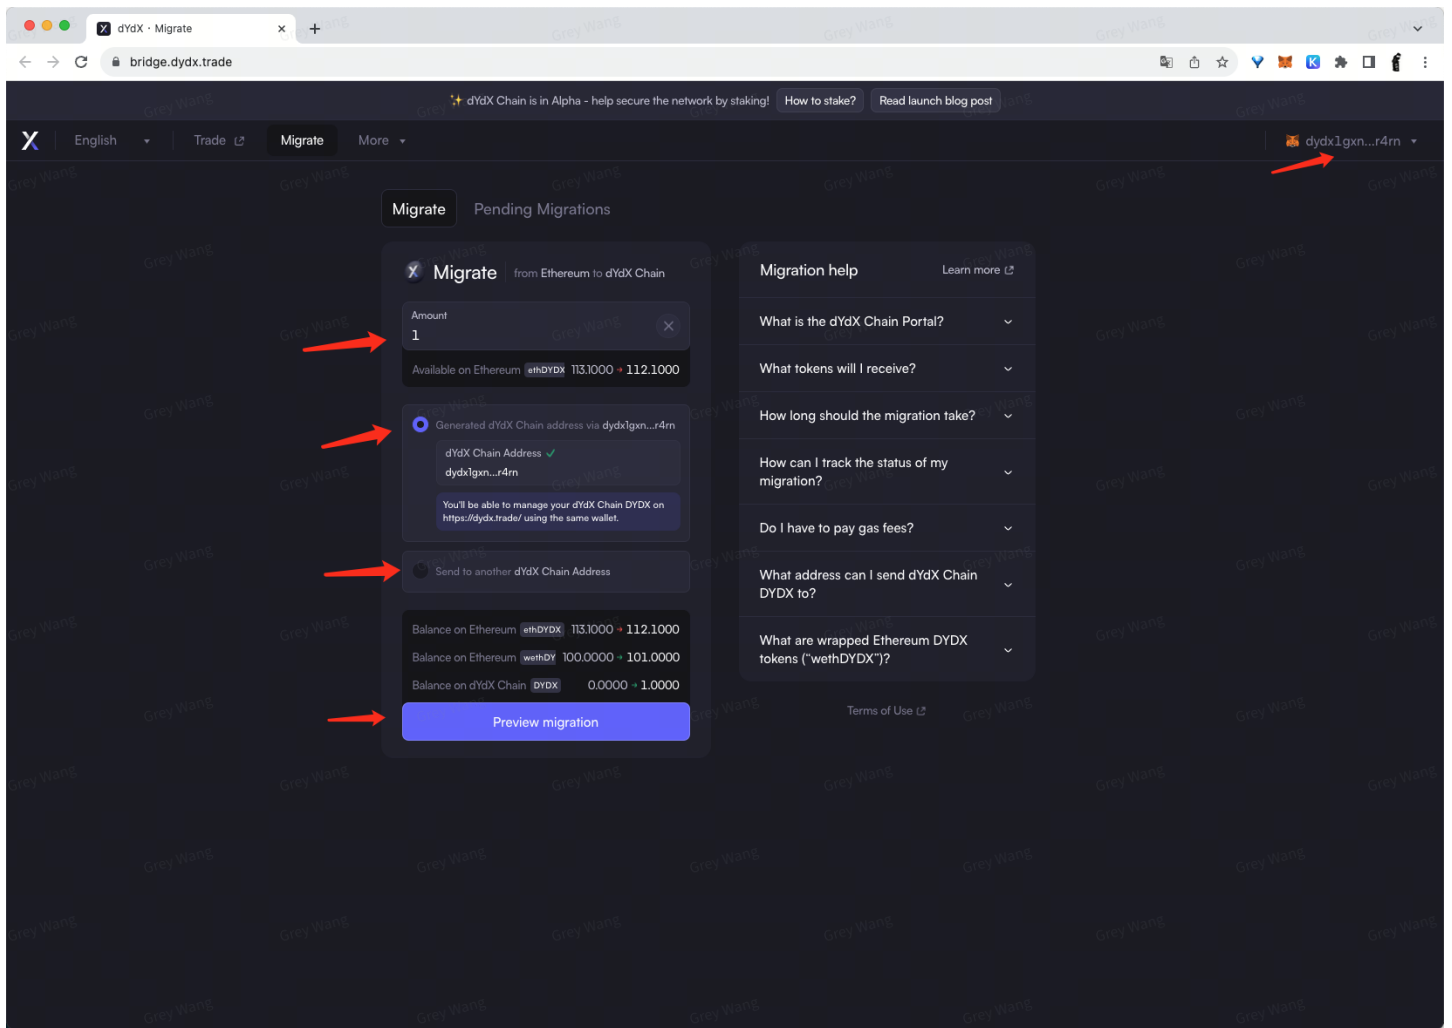 dYdX · Migrate
bridge.dydx.trade
✨ dYdX Chain is in Alpha - help secure the network by staking! How to stake? Read launch blog post
English Trade Migrate More dydx1gxn...r4rn
Migrate Pending Migrations
Migrate from Ethereum to dYdX Chain
Amount
1
Available on Ethereum ethDYDX 113.1000 → 112.1000
Generated dYdX Chain address via dydx1gxn...r4rn
dYdX Chain Address ✓
dydx1gxn...r4rn
You'll be able to manage your dYdX Chain DYDX on
https://dydx.trade/ using the same wallet.
Send to another dYdX Chain Address
Balance on Ethereum ethDYDX 113.1000 → 112.1000
Balance on Ethereum wethDY 100.0000 → 101.0000
Balance on dYdX Chain DYDX 0.0000 → 1.0000
Preview migration
Migration help Learn more
What is the dYdX Chain Portal?
What tokens will I receive?
How long should the migration take?
How can I track the status of my
migration?
Do I have to pay gas fees?
What address can I send dYdX Chain
DYDX to?
What are wrapped Ethereum DYDX
tokens (“wethDYDX”)?
Terms of Use
Grey Wang